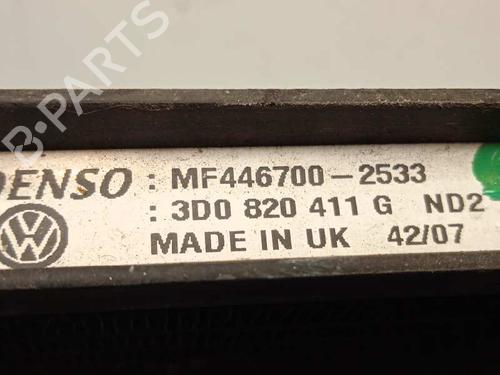 B-PARTS
DENSO : MF446700-2533
: 3D0 820 411 G ND2
MADE IN UK 42/07